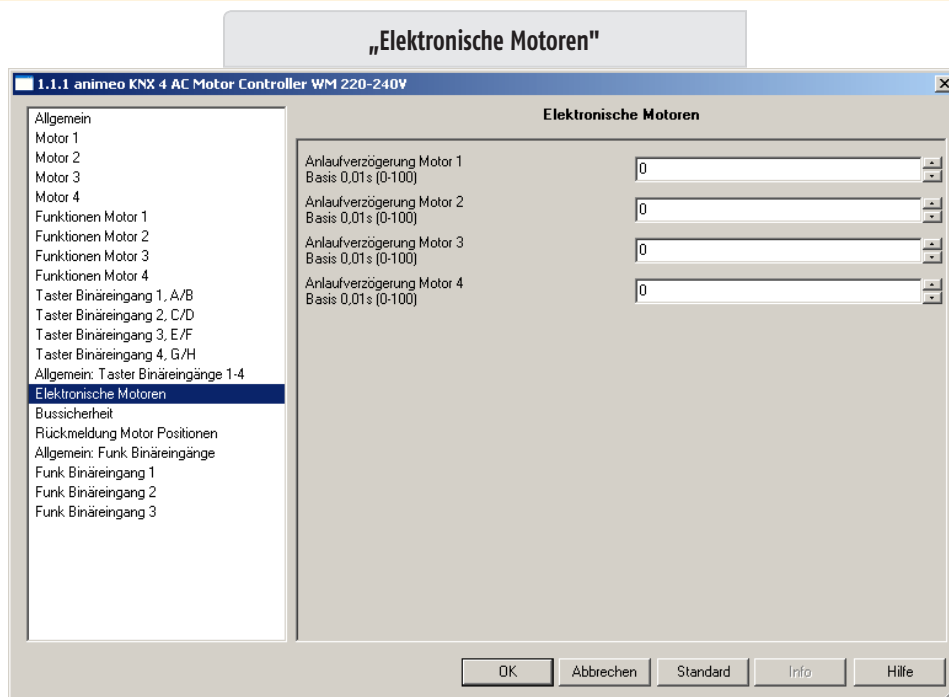 „Elektronische Motoren"
1.1.1 animeo KNX 4 AC Motor Controller WM 220-240V
Allgemein
Motor 1
Motor 2
Motor 3
Motor 4
Funktionen Motor 1
Funktionen Motor 2
Funktionen Motor 3
Funktionen Motor 4
Taster Binäreingang 1, A/B
Taster Binäreingang 2, C/D
Taster Binäreingang 3, E/F
Taster Binäreingang 4, G/H
Allgemein: Taster Binäreingänge 1-4
Elektronische Motoren
Bussicherheit
Rückmeldung Motor Positionen
Allgemein: Funk Binäreingänge
Funk Binäreingang 1
Funk Binäreingang 2
Funk Binäreingang 3
Elektronische Motoren
Anlaufverzögerung Motor 1
Basis 0,01s (0-100)
0
Anlaufverzögerung Motor 2
Basis 0,01s (0-100)
0
Anlaufverzögerung Motor 3
Basis 0,01s (0-100)
0
Anlaufverzögerung Motor 4
Basis 0,01s (0-100)
0
OK Abbrechen Standard Info Hilfe